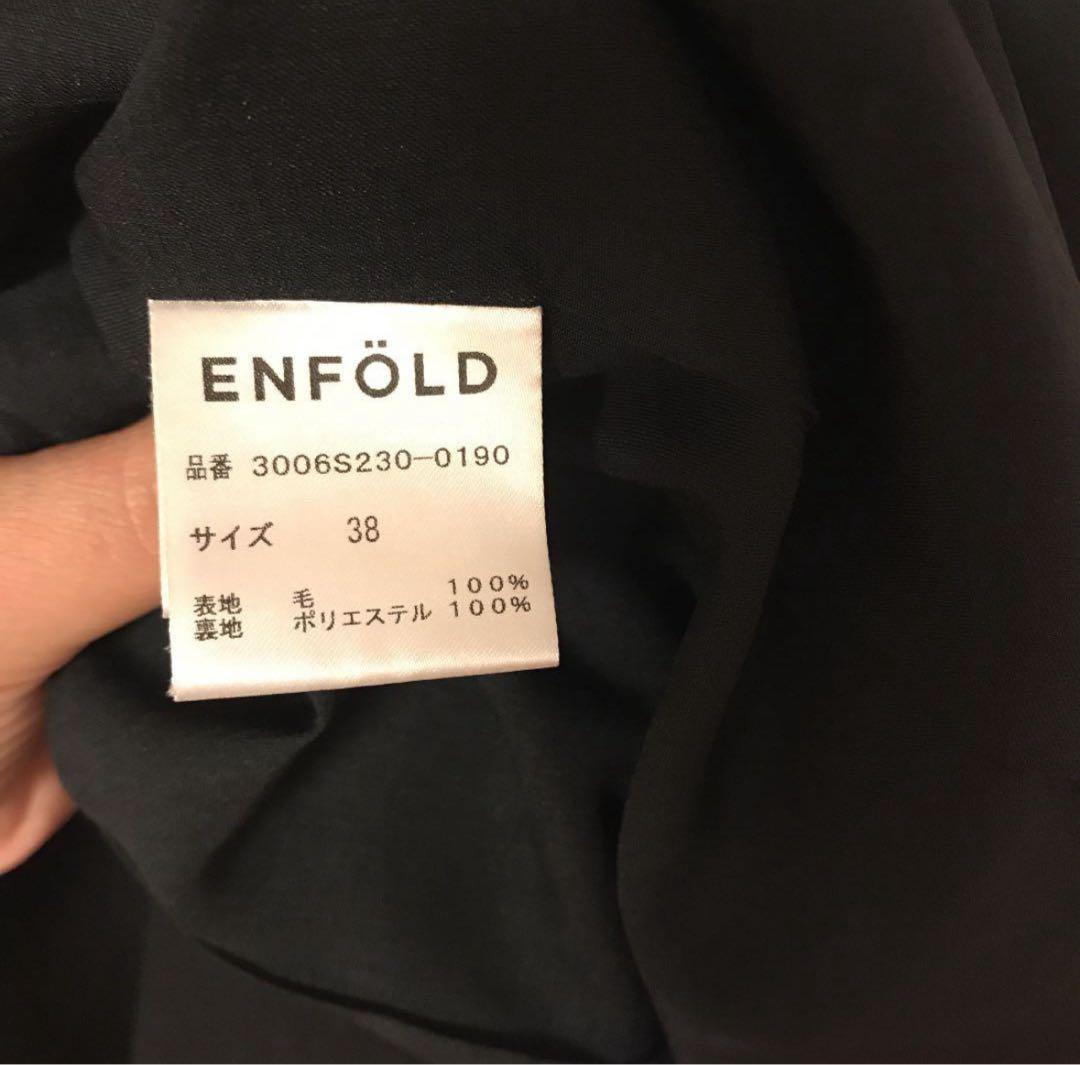 ENFÖLD
品番 3006S230-0190
サイズ 38
表地 毛 100%
裏地 ポリエステル 100%